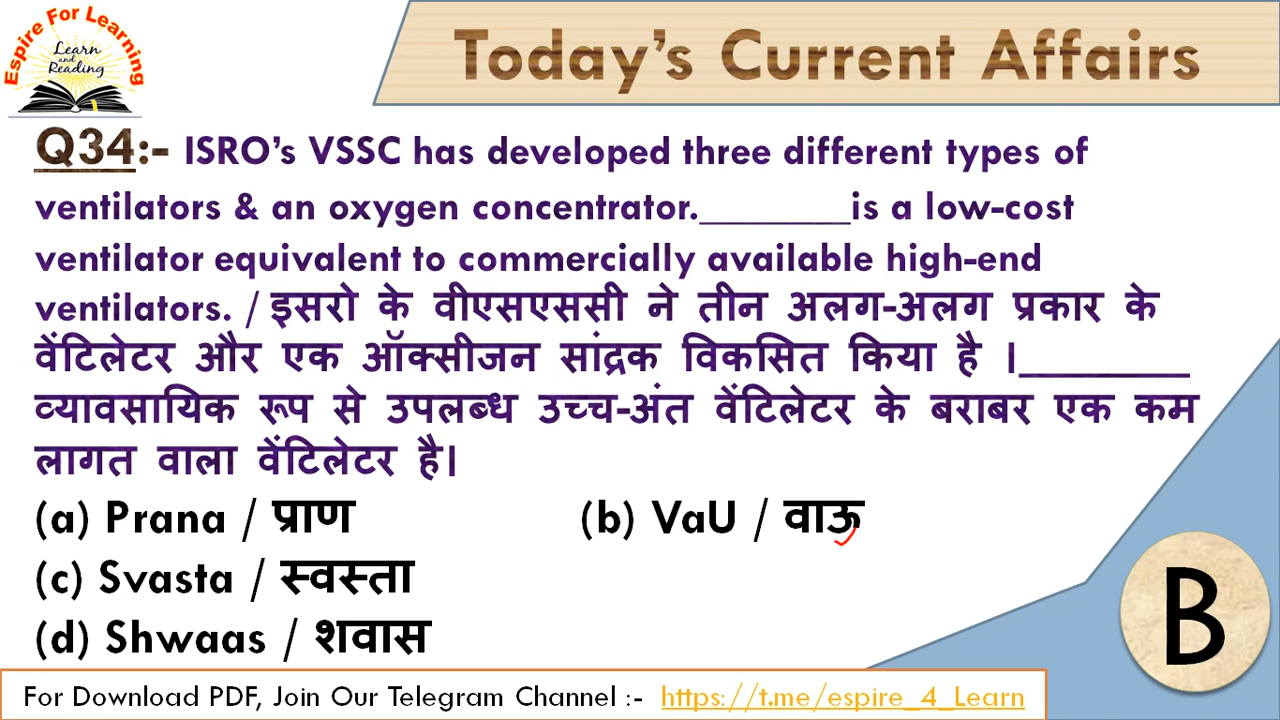 Espire For Learning
Learn
and
Reading
Today's Current Affairs
Q34:- ISRO's VSSC has developed three different types of
ventilators & an oxygen concentrator.________is a low-cost
ventilator equivalent to commercially available high-end
ventilators. / इसरो के वीएसएससी ने तीन अलग-अलग प्रकार के
वेंटिलेटर और एक ऑक्सीजन सांद्रक विकसित किया है ।_________
व्यावसायिक रूप से उपलब्ध उच्च-अंत वेंटिलेटर के बराबर एक कम
लागत वाला वेंटिलेटर है।
(a) Prana / प्राण (b) VaU / वाऊ
(c) Svasta / स्वस्ता
(d) Shwaas / शवास
B
For Download PDF, Join Our Telegram Channel :- https://t.me/espire_4_Learn